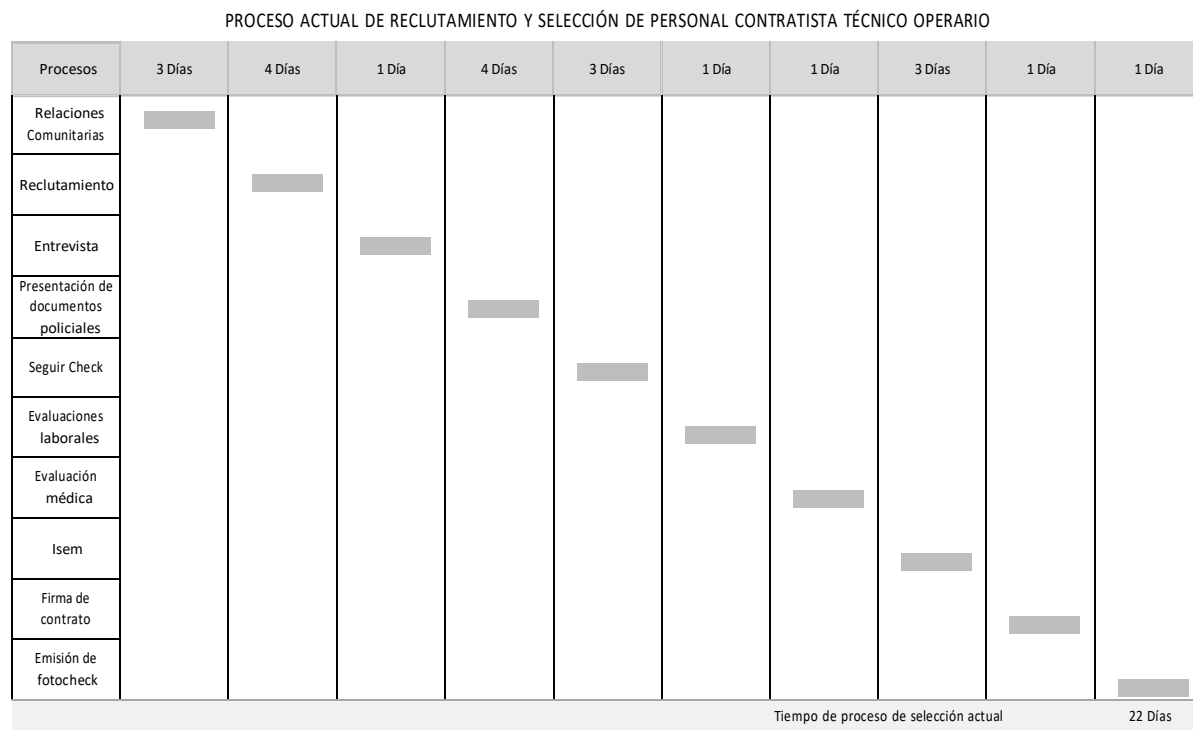 PROCESO ACTUAL DE RECLUTAMIENTO Y SELECCIÓN DE PERSONAL CONTRATISTA TÉCNICO OPERARIO
Procesos 3 Días 4 Días 1 Día 4 Días 3 Días 1 Día 1 Día 3 Días 1 Día 1 Día
Relaciones
Comunitarias
Reclutamiento
Entrevista
Presentación de
documentos
policiales
Seguir Check
Evaluaciones
laborales
Evaluación
médica
Isem
Firma de
contrato
Emisión de
fotocheck
Tiempo de proceso de selección actual 22 Días